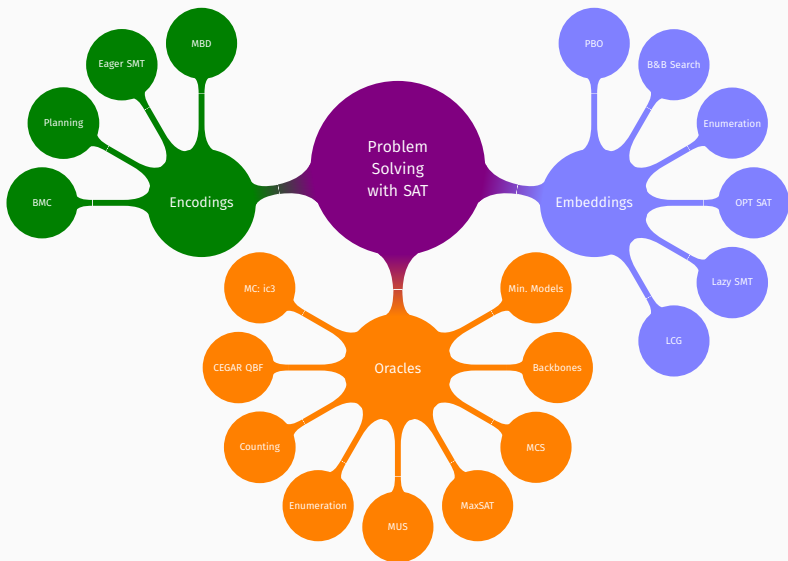 Problem
Solving
with SAT
Encodings
MBD
Eager SMT
Planning
BMC
Embeddings
PBO
B&B Search
Enumeration
OPT SAT
Lazy SMT
LCG
Oracles
MC: ic3
CEGAR QBF
Counting
Enumeration
MUS
MaxSAT
MCS
Backbones
Min. Models